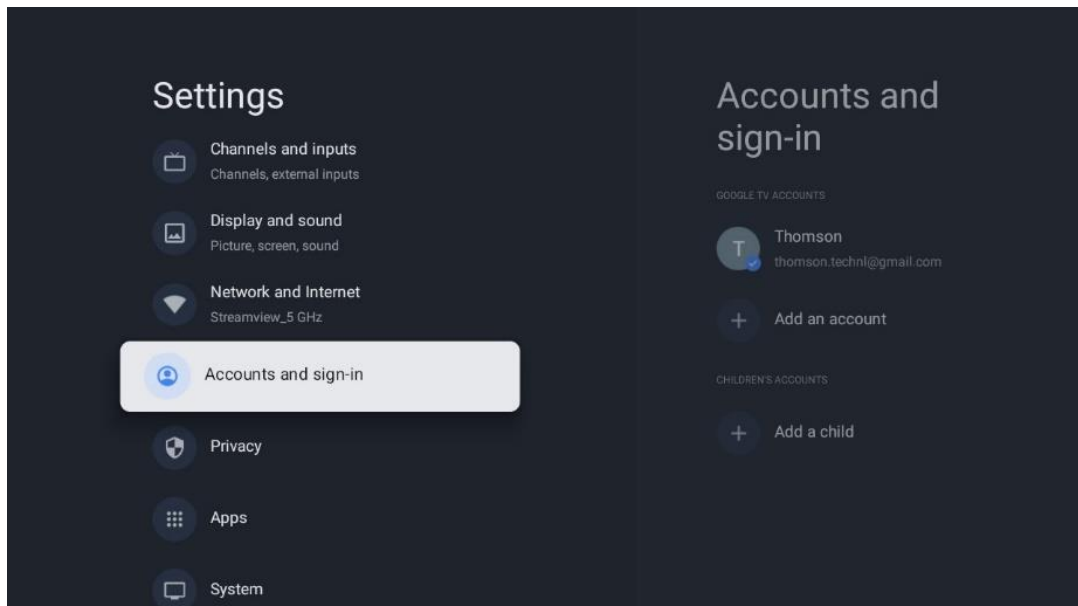 Settings
Channels and inputs
Channels, external inputs
Display and sound
Picture, screen, sound
Network and Internet
Streamview_5 GHz
Accounts and sign-in
Privacy
Apps
System
Accounts and
sign-in
GOOGLE TV ACCOUNTS
T
Thomson
thomson.technl@gmail.com
Add an account
CHILDREN'S ACCOUNTS
Add a child